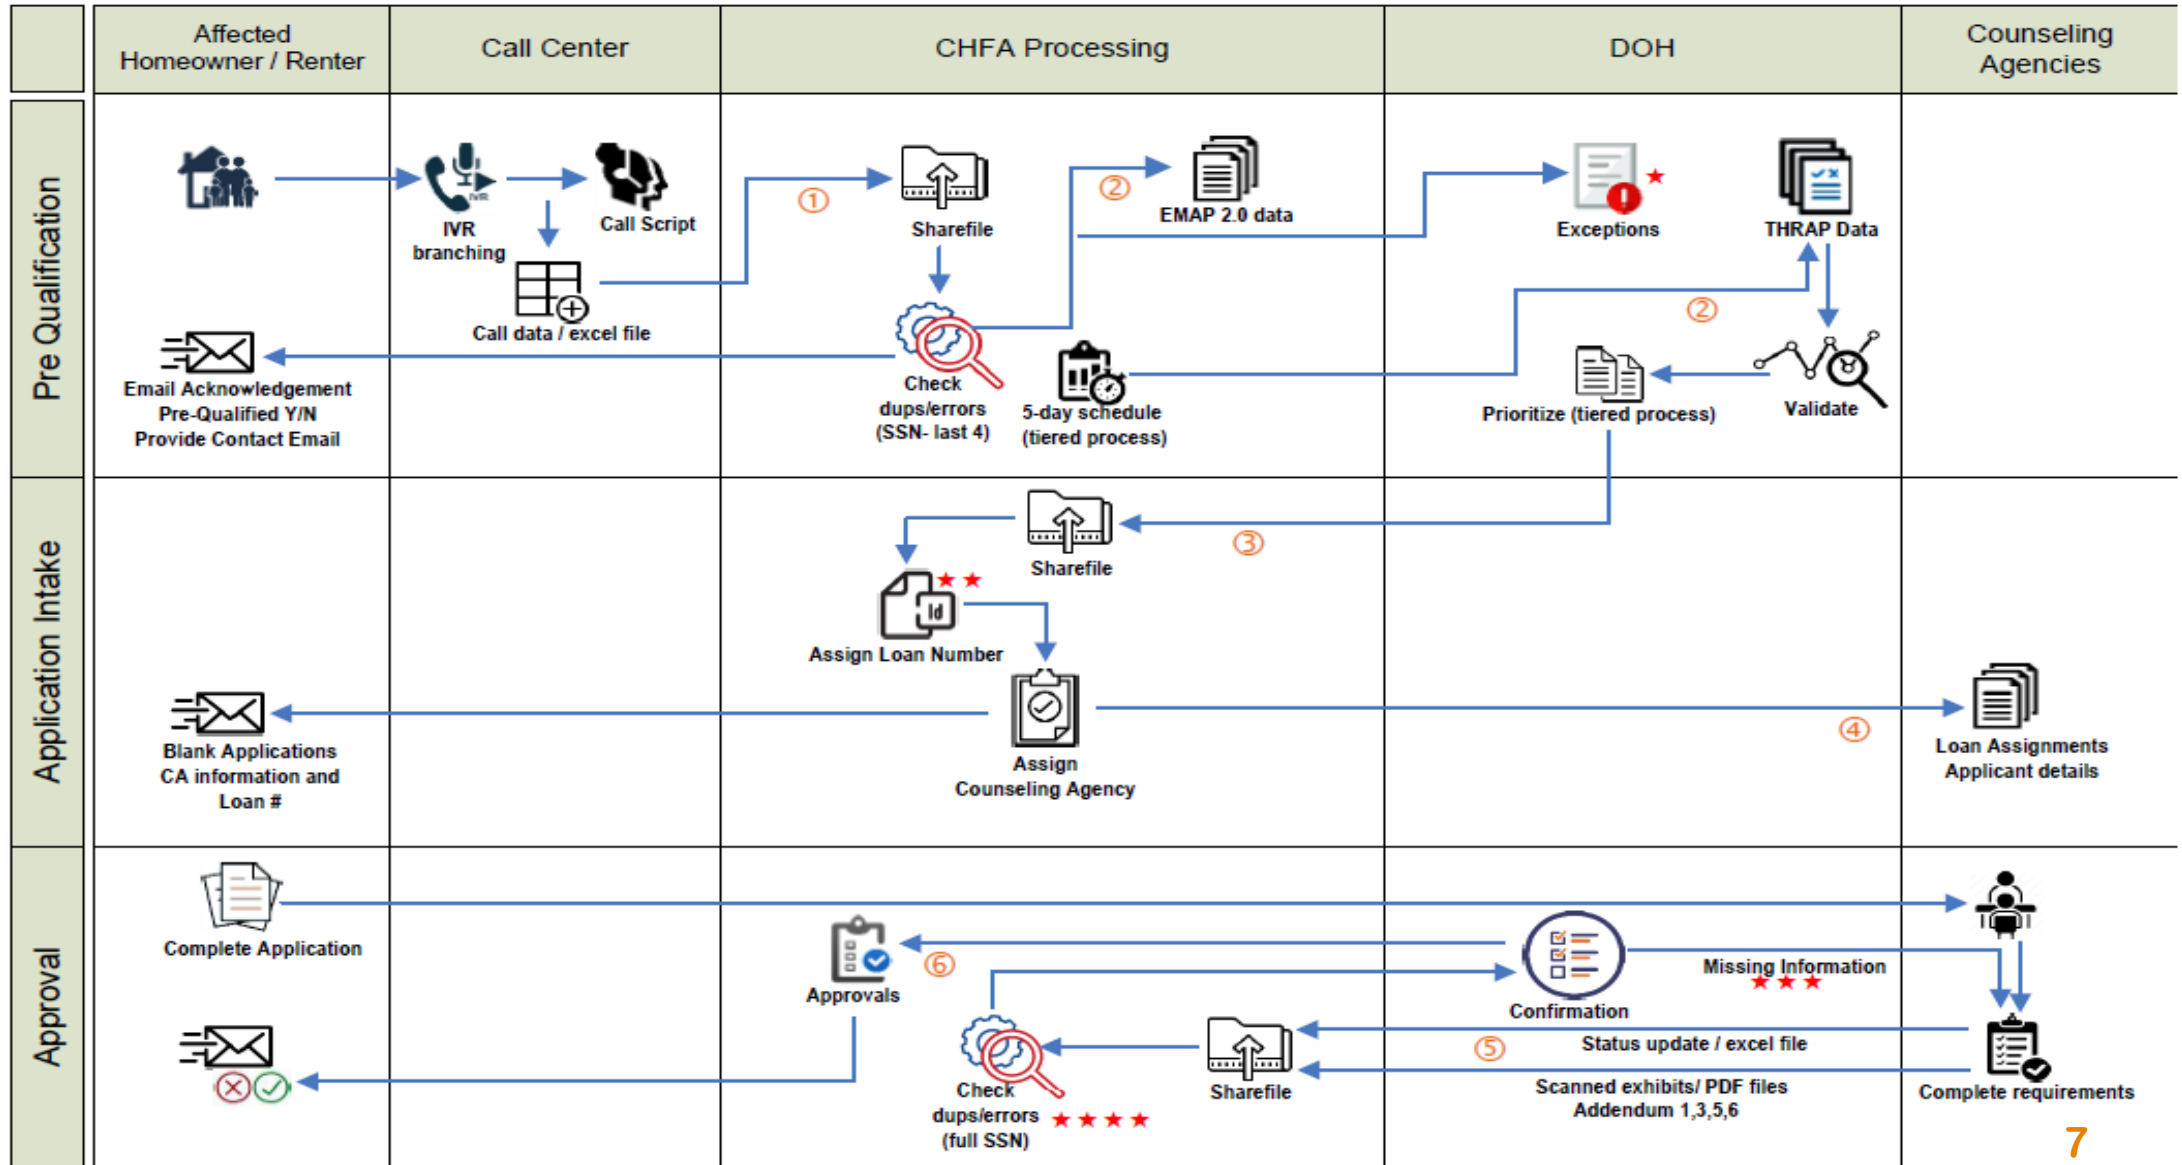 Affected
Homeowner / Renter
Call Center
CHFA Processing
DOH
Counseling
Agencies
Pre Qualification
IVR
IVR
branching
Call Script
Call data / excel file
①
Sharefile
②
EMAP 2.0 data
Exceptions
THRAP Data
②
Email Acknowledgement
Pre-Qualified Y/N
Provide Contact Email
Check
dups/errors
(SSN- last 4)
5-day schedule
(tiered process)
Prioritize (tiered process)
Validate
Application Intake
③
Sharefile
Id
Assign Loan Number
Blank Applications
CA information and
Loan #
Assign
Counseling Agency
④
Loan Assignments
Applicant details
Approval
Complete Application
Approvals
⑥
Confirmation
Missing Information
Check
dups/errors
(full SSN)
Sharefile
⑤
Status update / excel file
Scanned exhibits/ PDF files
Addendum 1,3,5,6
Complete requirements
7